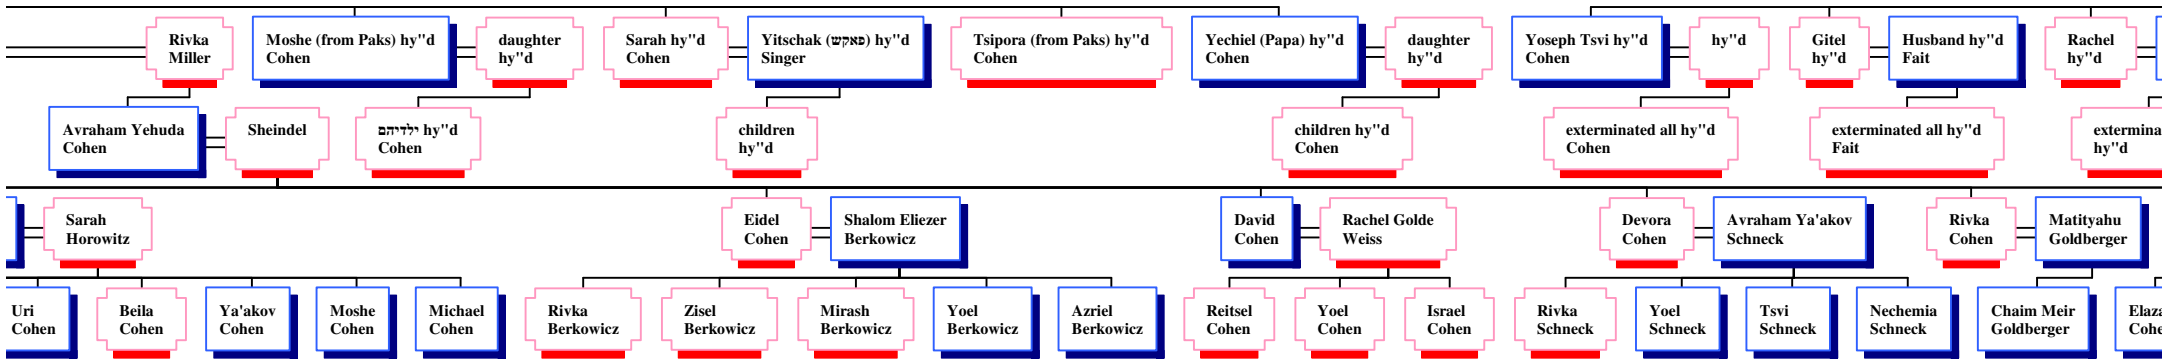 Rivka
Miller
Moshe (from Paks) hy"d
Cohen
daughter
hy"d
Sarah hy"d
Cohen
Yitschak (פאקש) hy"d
Singer
Tsipora (from Paks) hy"d
Cohen
Yechiel (Papa) hy"d
Cohen
daughter
hy"d
Yoseph Tsvi hy"d
Cohen
hy"d
Gitel
hy"d
Husband hy"d
Fait
Rachel
hy"d
Avraham Yehuda
Cohen
Sheindel
ילדיהם hy"d
Cohen
children
hy"d
children hy"d
Cohen
exterminated all hy"d
Cohen
exterminated all hy"d
Fait
extermina
hy"d
Sarah
Horowitz
Eidel
Cohen
Shalom Eliezer
Berkowicz
David
Cohen
Rachel Golde
Weiss
Devora
Cohen
Avraham Ya'akov
Schneck
Rivka
Cohen
Matityahu
Goldberger
Uri
Cohen
Beila
Cohen
Ya'akov
Cohen
Moshe
Cohen
Michael
Cohen
Rivka
Berkowicz
Zisel
Berkowicz
Mirash
Berkowicz
Yoel
Berkowicz
Azriel
Berkowicz
Reitsel
Cohen
Yoel
Cohen
Israel
Cohen
Rivka
Schneck
Yoel
Schneck
Tsvi
Schneck
Nechemia
Schneck
Chaim Meir
Goldberger
Elaza
Cohe